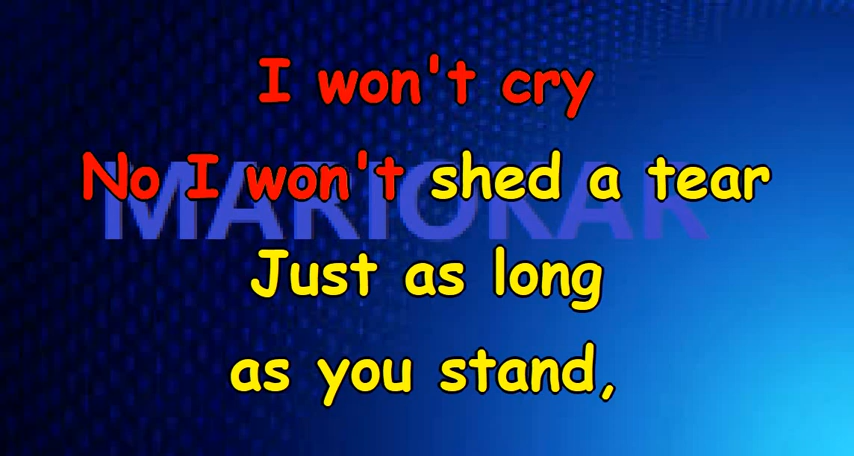 I won't cry
No I won't shed a tear
MARIOKAR
Just as long
as you stand,